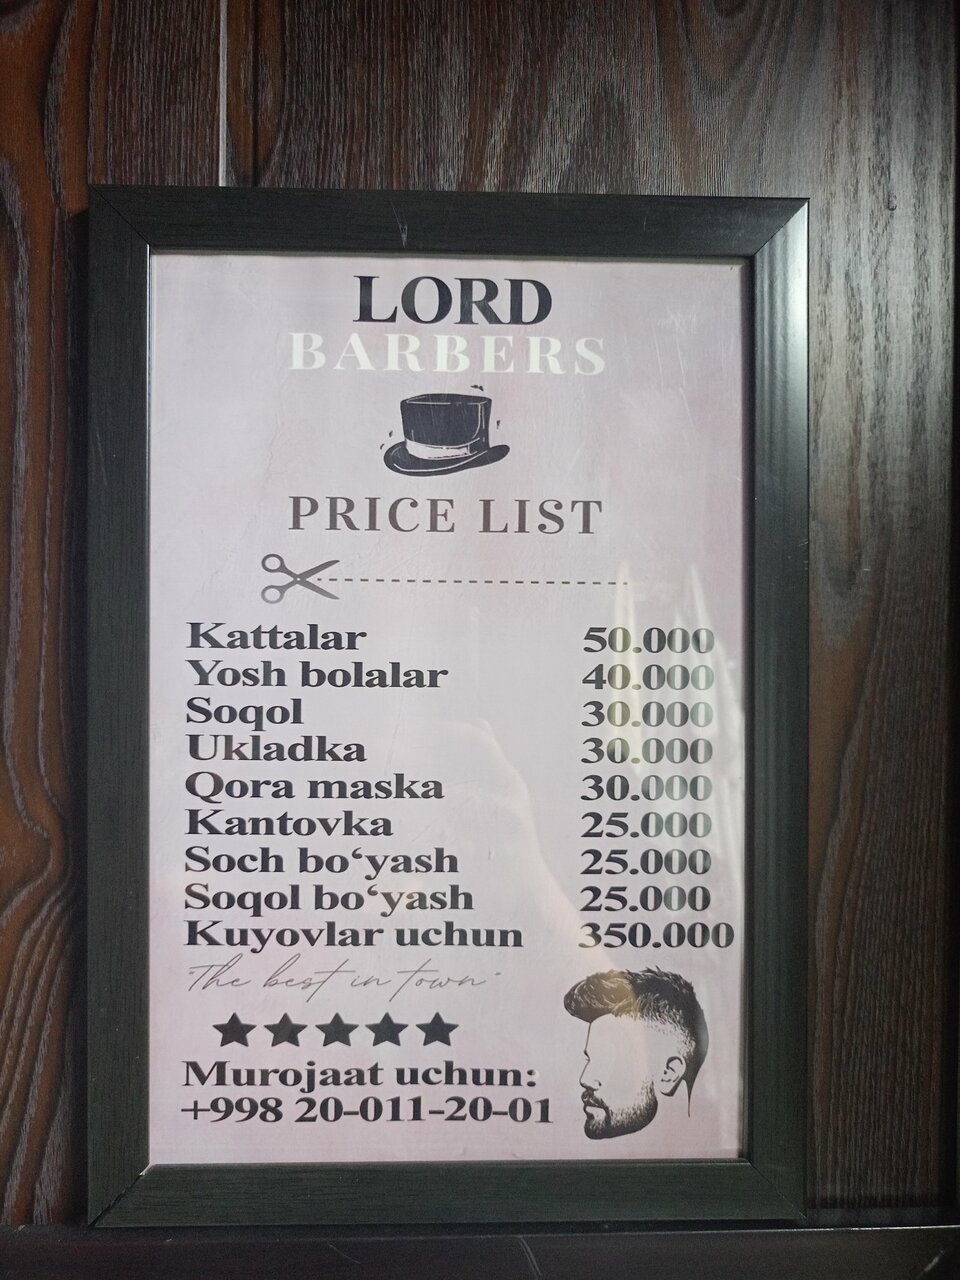 LORD
BARBERS
PRICE LIST
Kattalar 50.000
Yosh bolalar 40.000
Soqol 30.000
Ukladka 30.000
Qora maska 30.000
Kantovka 25.000
Soch bo‘yash 25.000
Soqol bo‘yash 25.000
Kuyovlar uchun 350.000
"The best in town"
Murojaat uchun:
+998 20-011-20-01